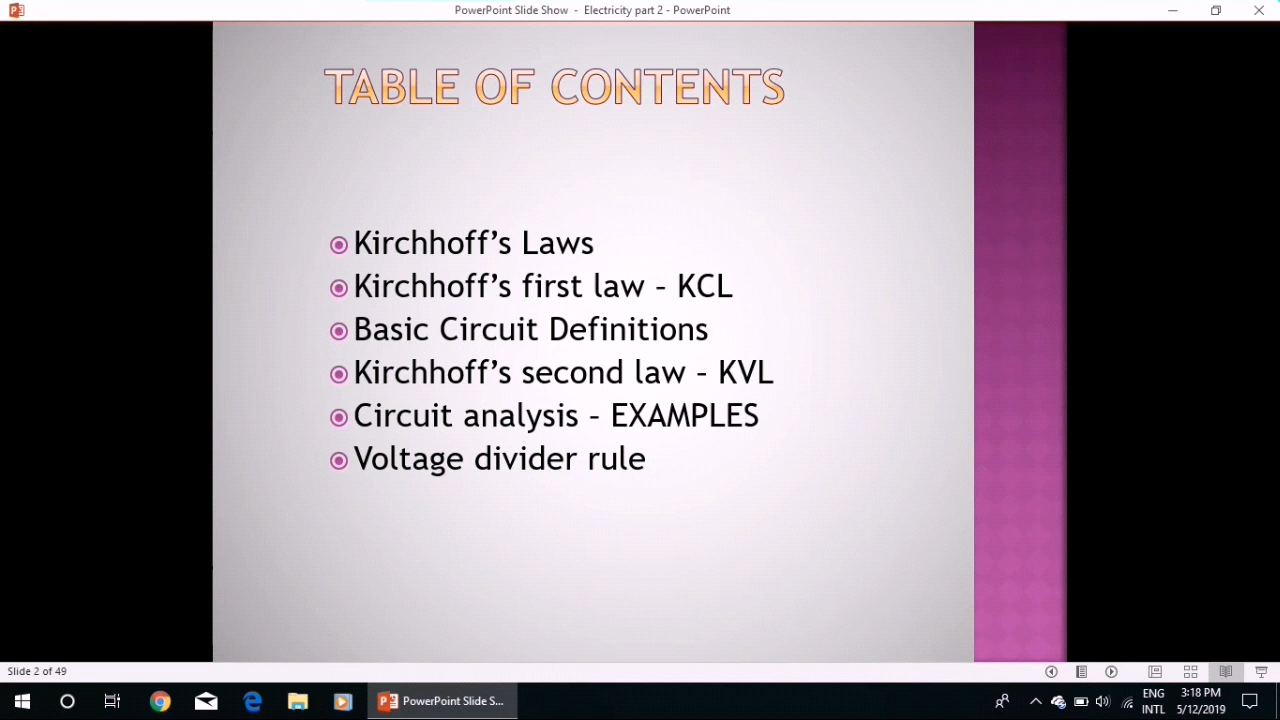 PowerPoint Slide Show - Electricity part 2 - PowerPoint
TABLE OF CONTENTS
Kirchhoff’s Laws
Kirchhoff’s first law – KCL
Basic Circuit Definitions
Kirchhoff’s second law – KVL
Circuit analysis – EXAMPLES
Voltage divider rule
Slide 2 of 49
PowerPoint Slide S...
ENG
INTL
3:18 PM
5/12/2019